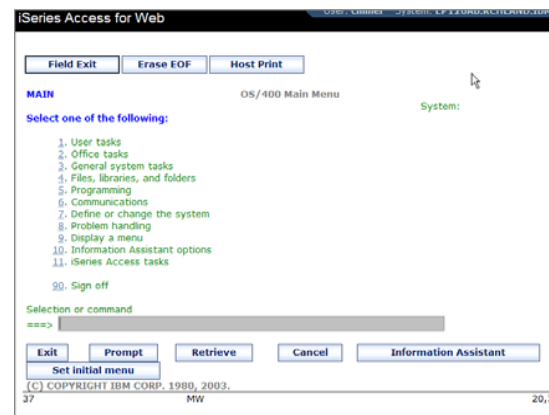 iSeries Access for Web
User: System:
Field Exit Erase EOF Host Print
MAIN OS/400 Main Menu
System:
Select one of the following:
1. User tasks
2. Office tasks
3. General system tasks
4. Files, libraries, and folders
5. Programming
6. Communications
7. Define or change the system
8. Problem handling
9. Display a menu
10. Information Assistant options
11. iSeries Access tasks
90. Sign off
Selection or command
===>
Exit Prompt Retrieve Cancel Information Assistant
Set initial menu
(C) COPYRIGHT IBM CORP. 1980, 2003.
37 MW 20,